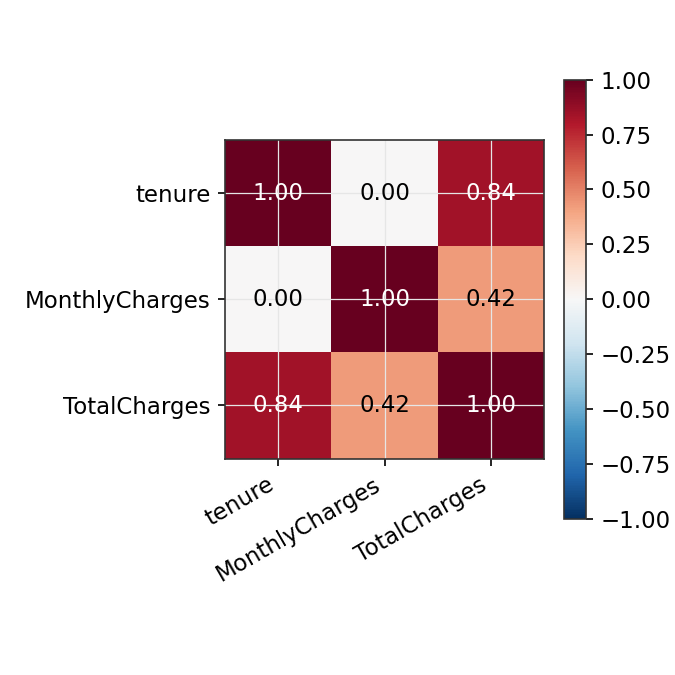 1.00
0.75
tenure 1.00 0.00 0.84
0.50
0.25
MonthlyCharges 0.00 1.00 0.42
0.00
−0.25
TotalCharges 0.84 0.42 1.00
−0.50
−0.75
−1.00
tenure
MonthlyCharges
TotalCharges